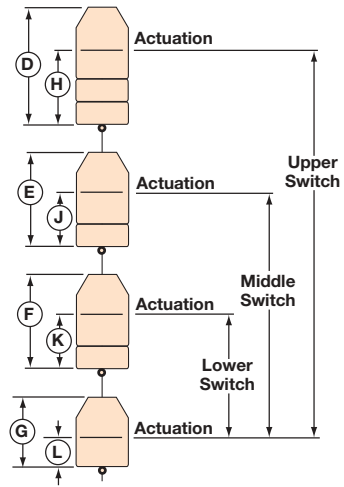 Actuation
D
H
Upper
Switch
Actuation
E
J
Middle
Switch
Actuation
F
K
Lower
Switch
Actuation
G
L